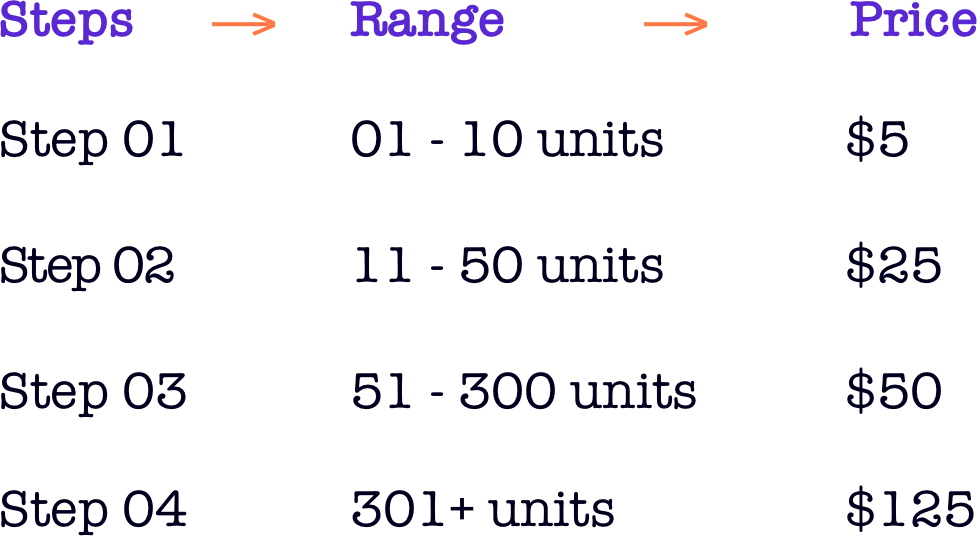 Steps → Range → Price
Step 01 01 - 10 units $5
Step 02 11 - 50 units $25
Step 03 51 - 300 units $50
Step 04 301+ units $125